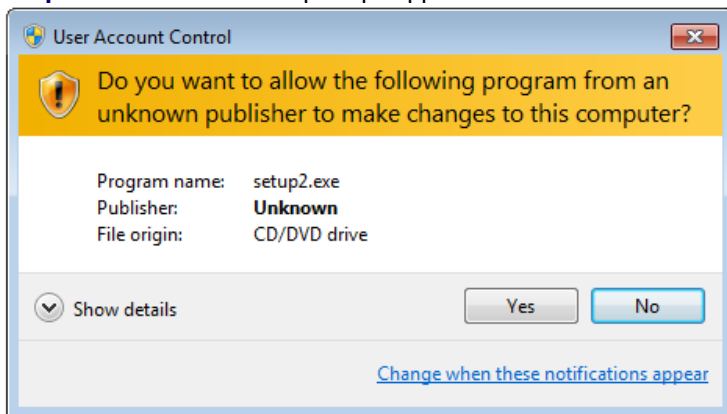 User Account Control
Do you want to allow the following program from an
unknown publisher to make changes to this computer?
Program name: setup2.exe
Publisher: Unknown
File origin: CD/DVD drive
Show details Yes No
Change when these notifications appear